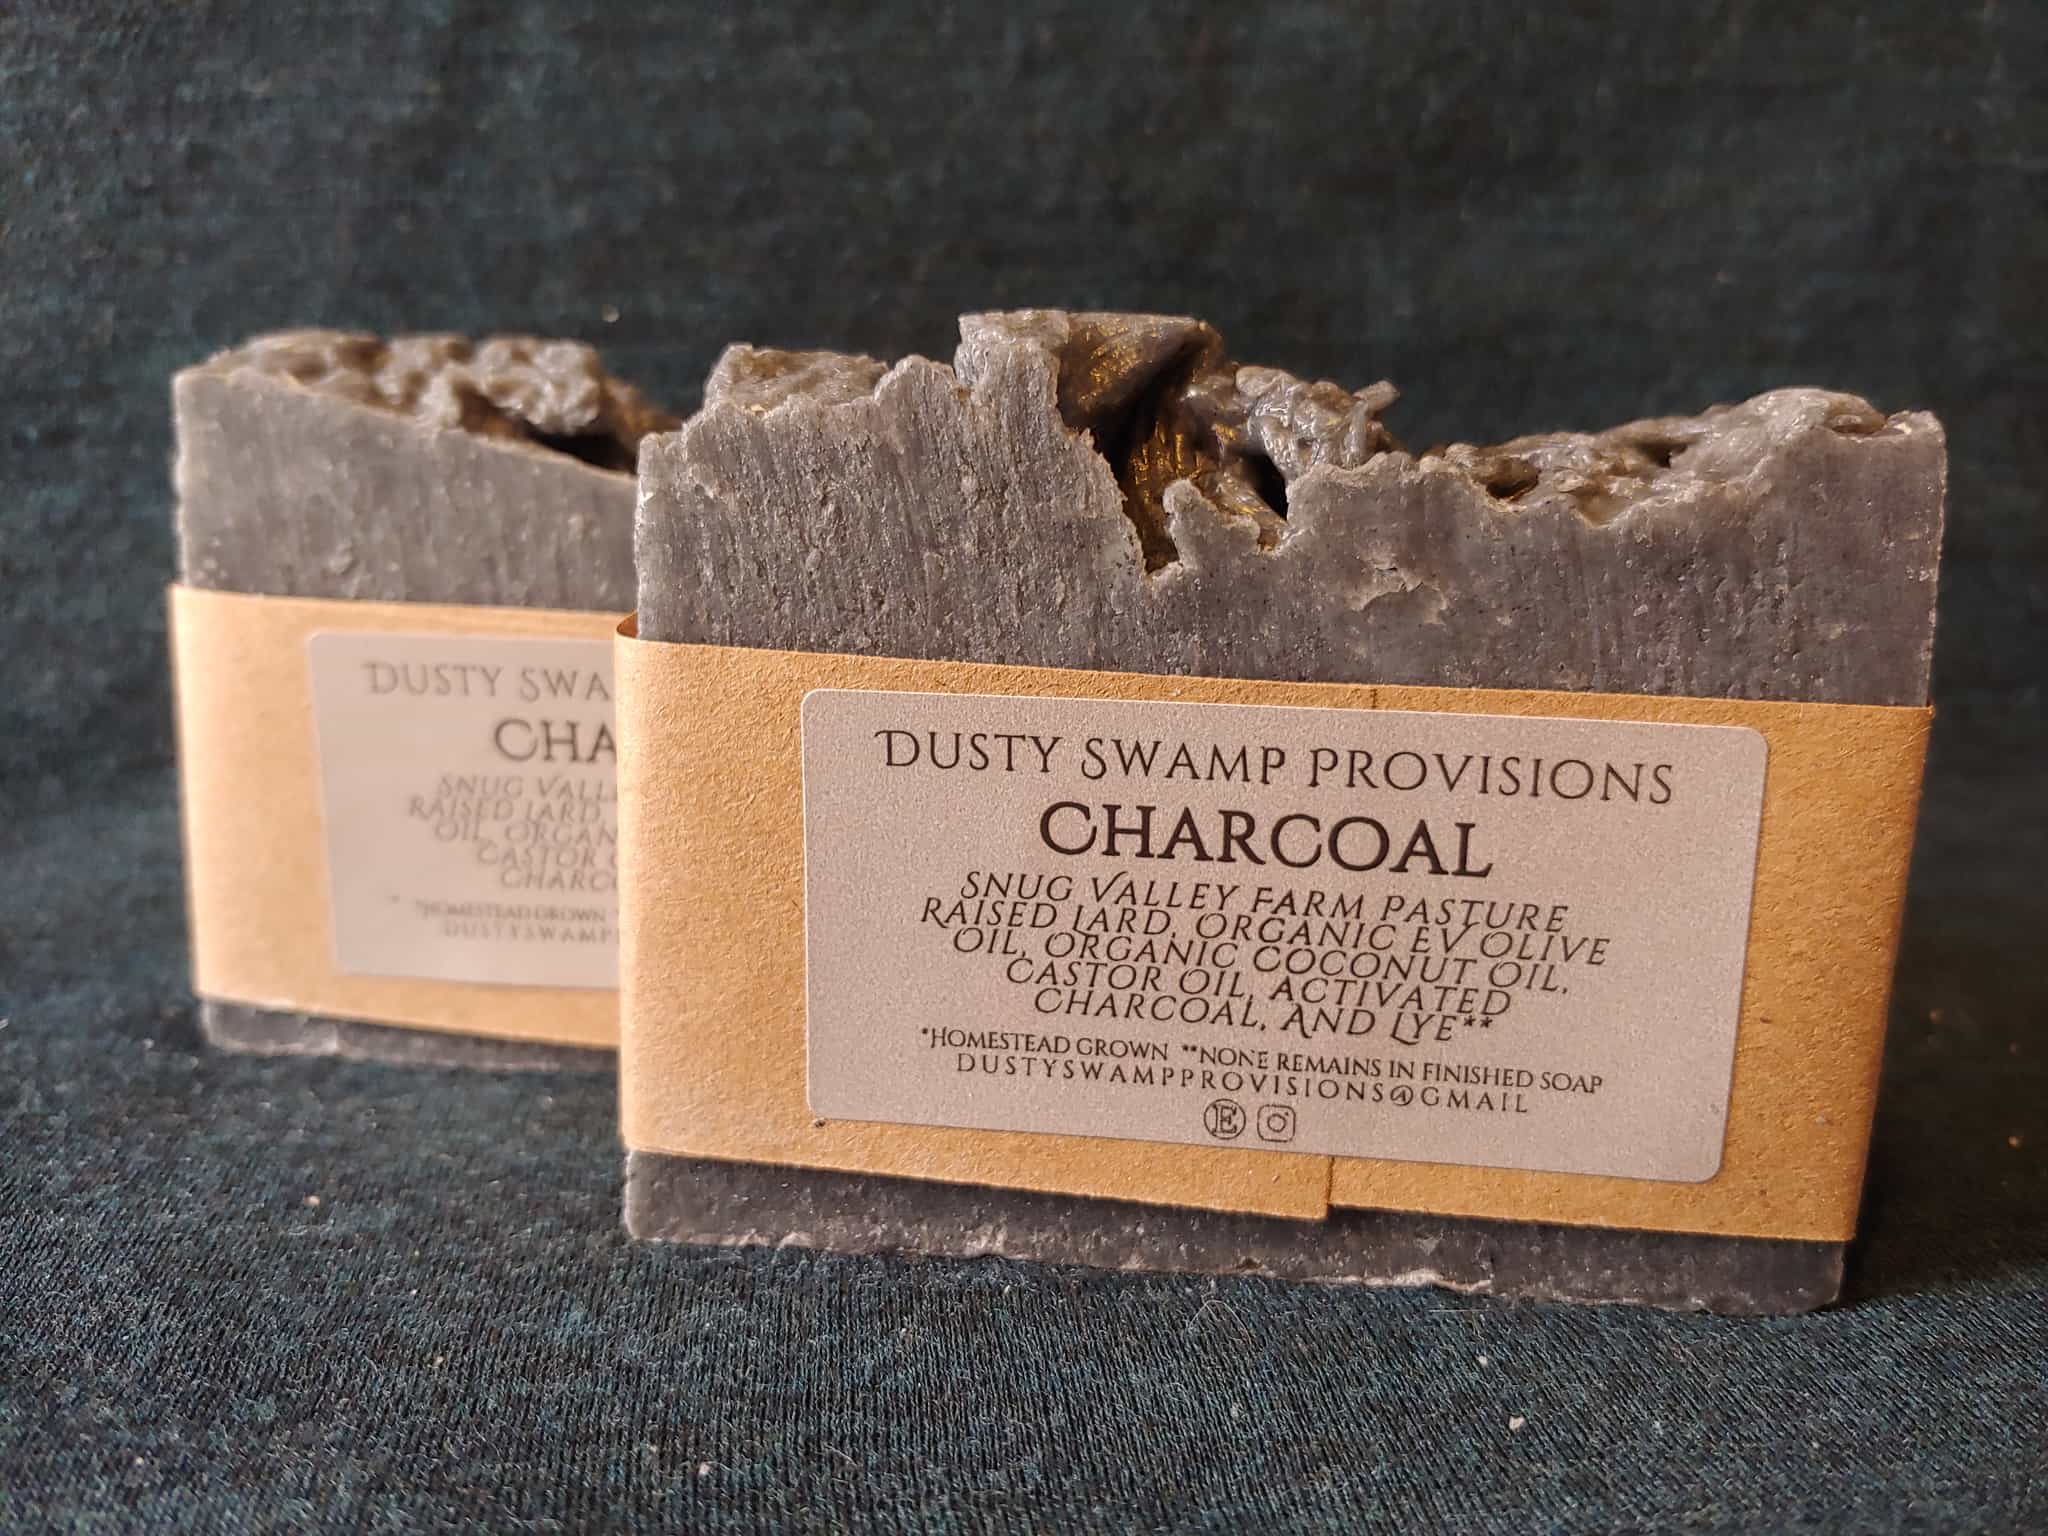 DUSTY SWAMP PROVISIONS
CHARCOAL
SNUG VALLEY FARM PASTURE
RAISED LARD, ORGANIC EV OLIVE
OIL, ORGANIC COCONUT OIL,
CASTOR OIL, ACTIVATED
CHARCOAL, AND LYE**
*HOMESTEAD GROWN **NONE REMAINS IN FINISHED SOAP
DUSTYSWAMPPROVISIONS@GMAIL
E
DUSTY SWA
CHA
SNUG VALL
RAISED LARD,
OIL, ORGAN
CASTOR
CHARCO
*HOMESTEAD GROWN
DUSTYSWAMP